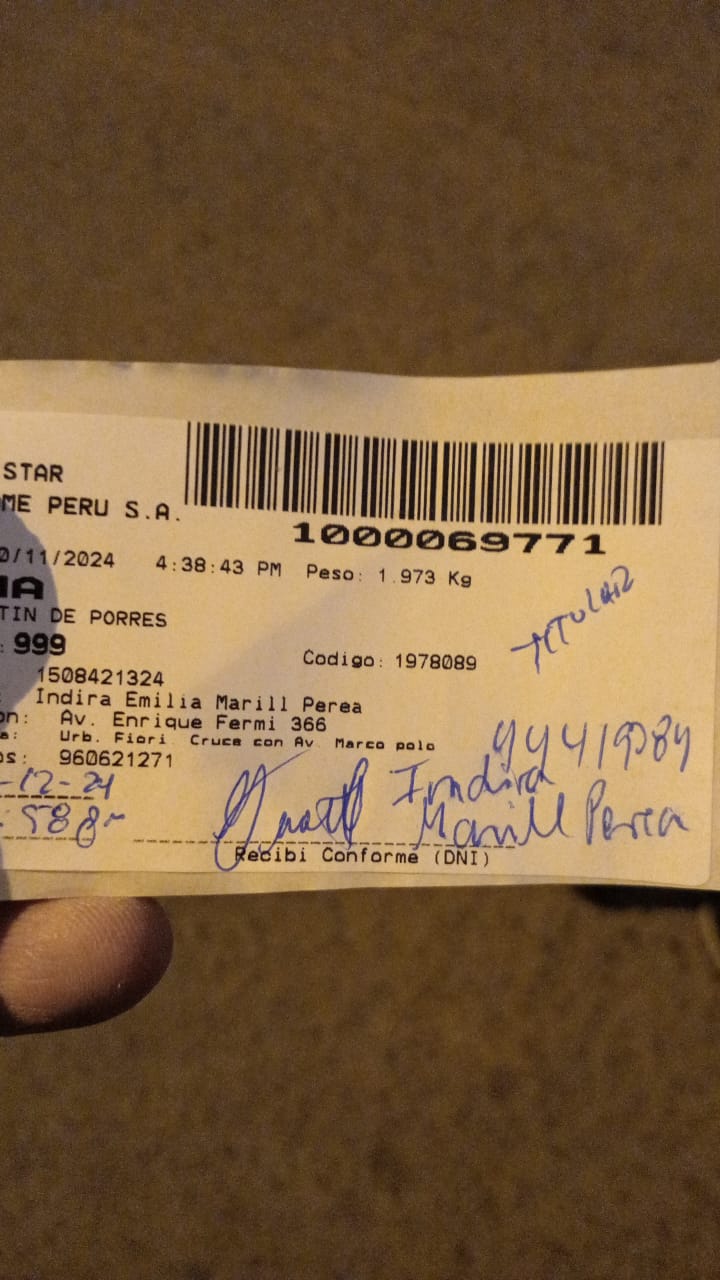 STAR
ME PERU S.A.
1000069771
0/11/2024 4:38:43 PM Peso: 1.973 Kg
TIN DE PORRES
: 999
Codigo: 1978089
TITULAR
1508421324
: Indira Emilia Marill Perea
on: Av. Enrique Fermi 366
a: Urb. Fiori Cruce con Av Marco polo
os: 960621271
-12-24
Indira
Marill Perea
Recibi Conforme (DNI)